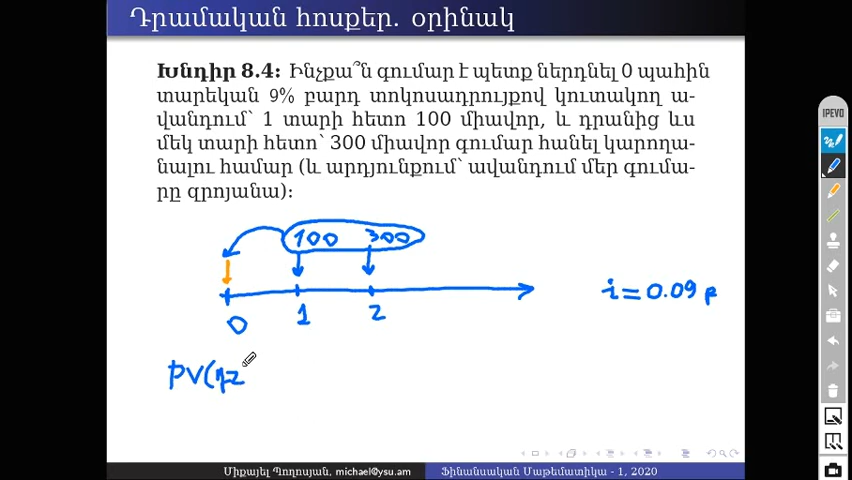 Դրամական հոսքեր. օրինակ
Խնդիր 8.4: Ինչքա՞ն գումար է պետք ներդնել 0 պահին
տարեկան 9% բարդ տոկոսադրույքով կուտակող ա-
վանդում՝ 1 տարի հետո 100 միավոր, և դրանից ևս
մեկ տարի հետո՝ 300 միավոր գումար հանել կարողա-
նալու համար (և արդյունքում՝ ավանդում մեր գումա-
րը զրոյանա):
100 300
i = 0.09
0 1 2
PV(
Միքայել Պողոսյան, michael@ysu.am Ֆինանսական Մաթեմատիկա - 1, 2020
IPEVO